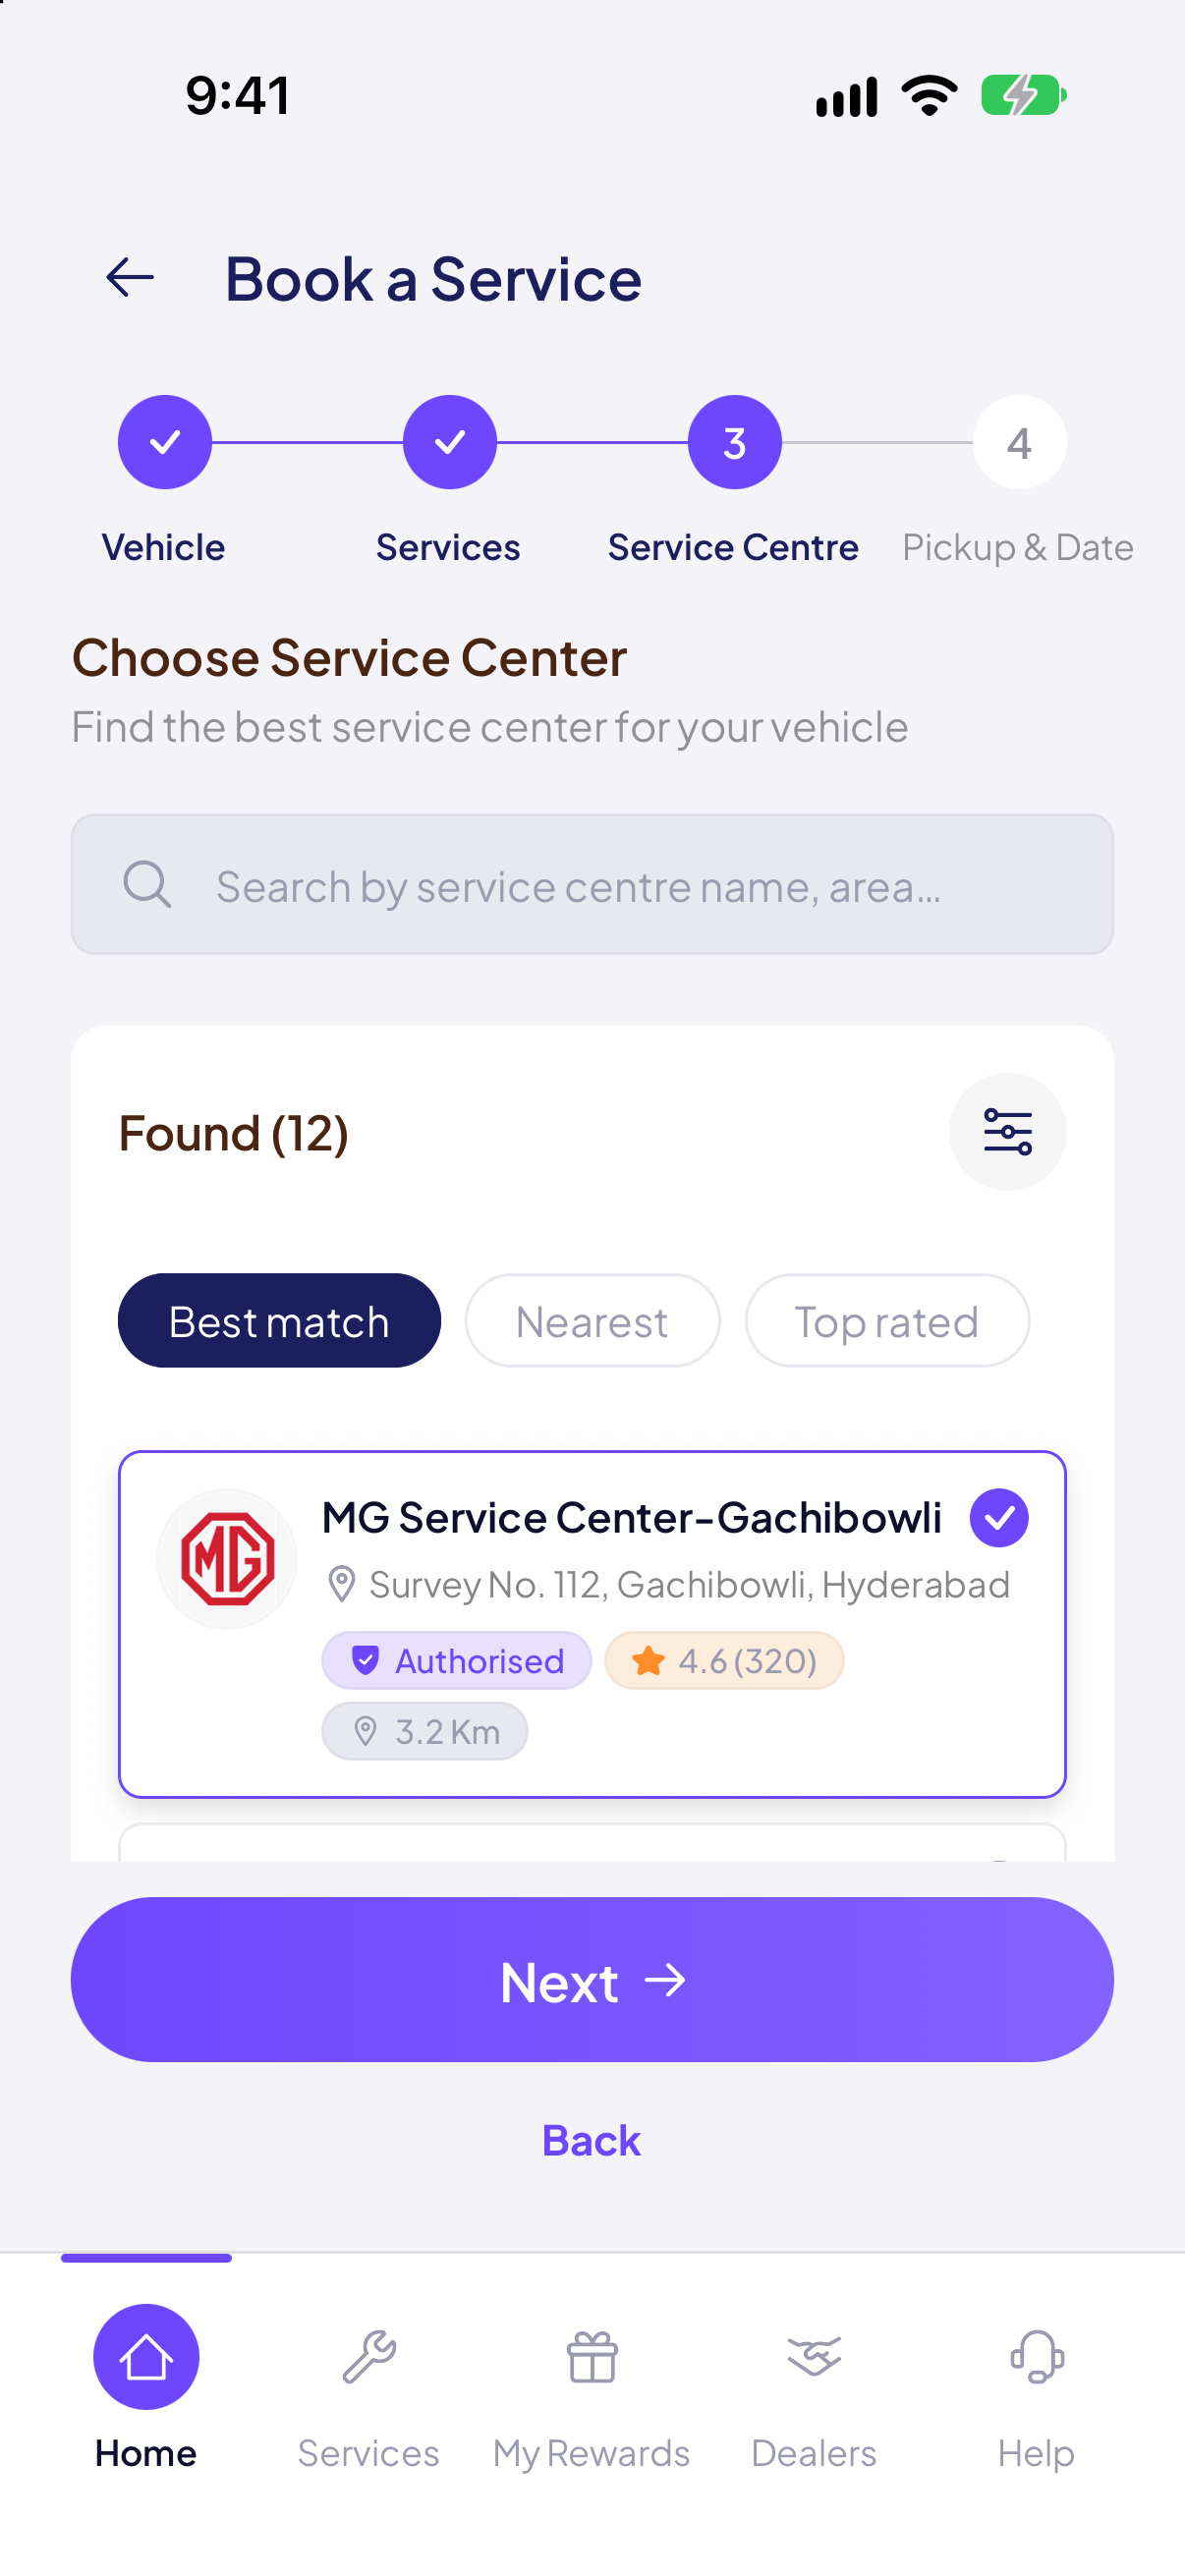 9:41
Book a Service
3
4
Vehicle
Services
Service Centre
Pickup & Date
Choose Service Center
Find the best service center for your vehicle
Search by service centre name, area...
Found (12)
Best match
Nearest
Top rated
MG
MG Service Center-Gachibowli
Survey No. 112, Gachibowli, Hyderabad
Authorised
4.6 (320)
3.2 Km
Next
Back
Home
Services
My Rewards
Dealers
Help